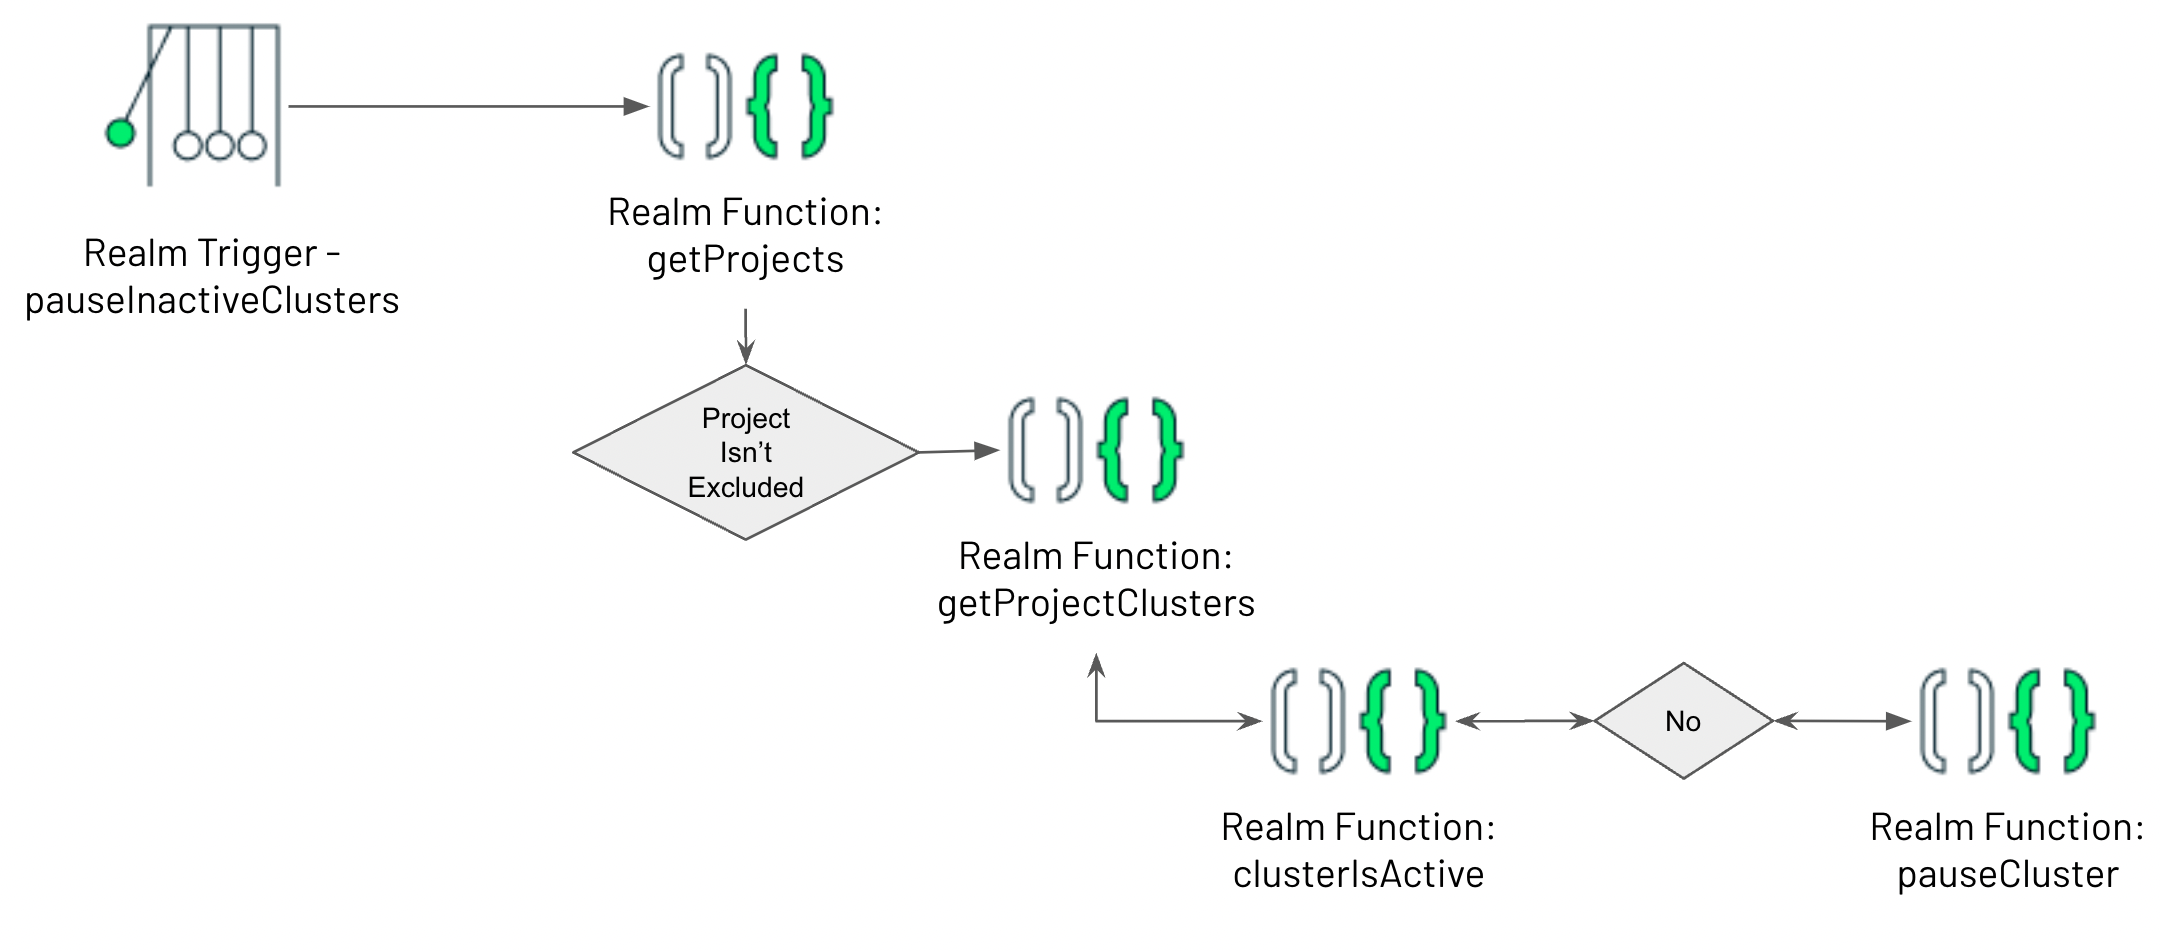 Realm Trigger -
pauseInactiveClusters
Realm Function:
getProjects
Project
Isn’t
Excluded
Realm Function:
getProjectClusters
Realm Function:
clusterIsActive
No
Realm Function:
pauseCluster